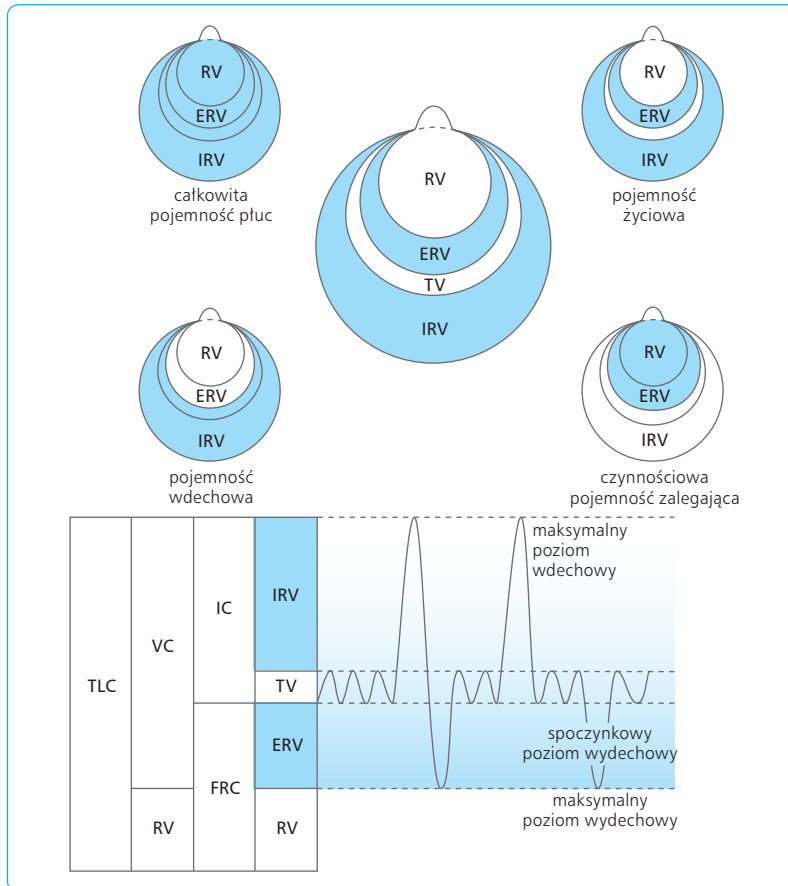 RV
ERV
IRV
całkowita
pojemność płuc
RV
ERV
TV
IRV
RV
ERV
IRV
pojemność
życiowa
RV
ERV
IRV
pojemność
wdechowa
RV
ERV
IRV
czynnościowa
pojemność zalegająca
TLC
VC
RV
IC
FRC
IRV
TV
ERV
RV
maksymalny
poziom
wdechowy
spoczynkowy
poziom wydechowy
maksymalny
poziom wydechowy